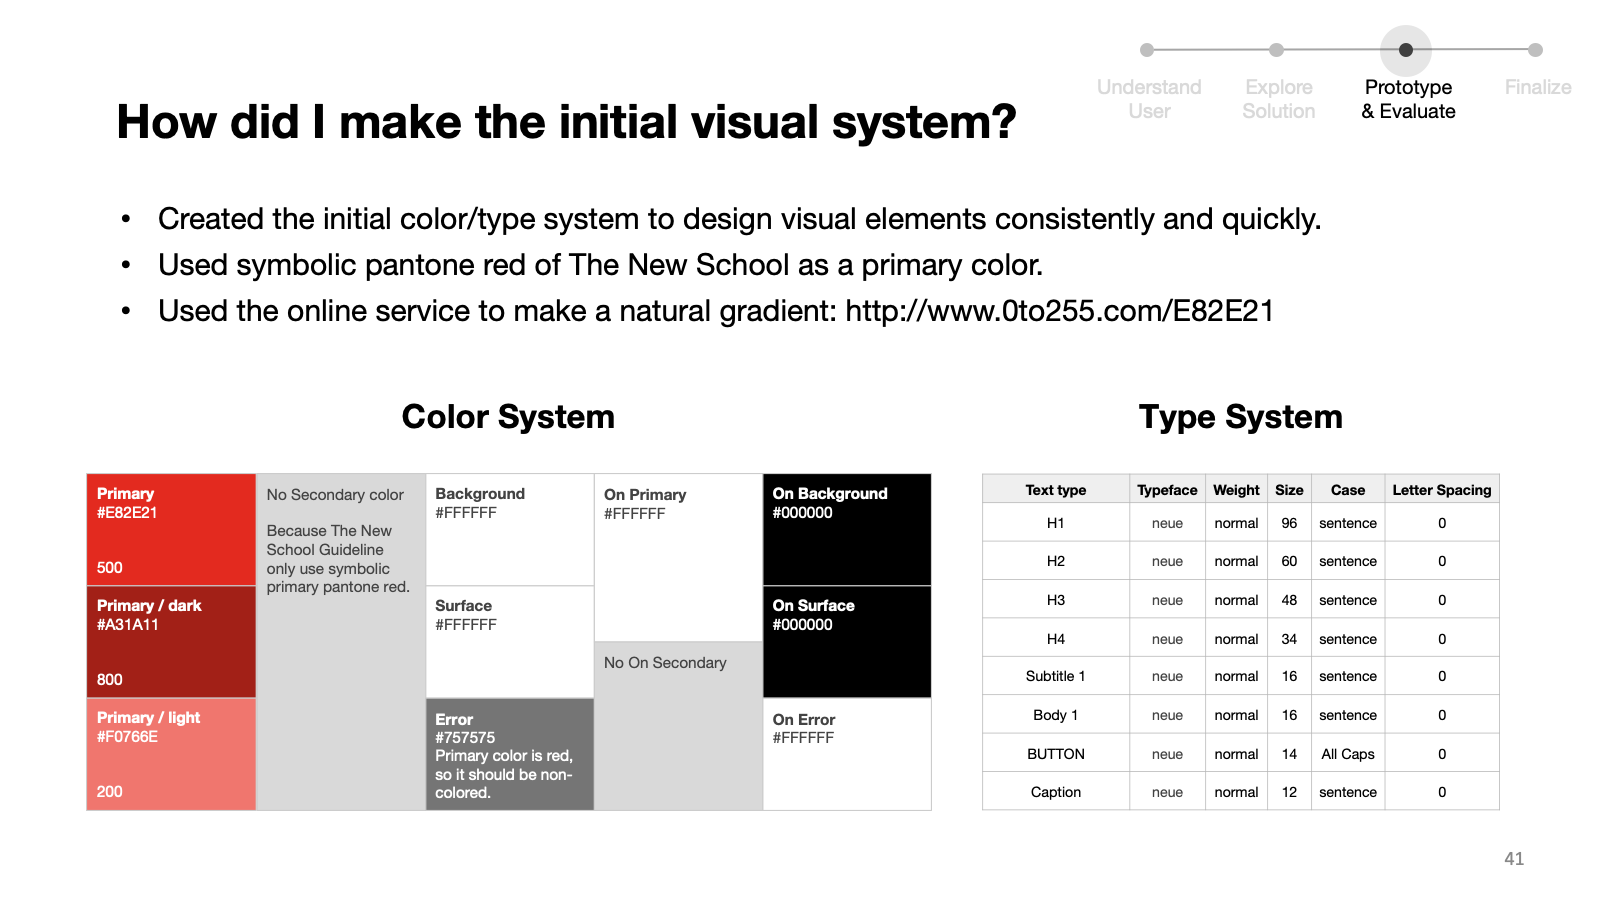 Understand User
Explore Solution
Prototype & Evaluate
Finalize
How did I make the initial visual system?
• Created the initial color/type system to design visual elements consistently and quickly.
• Used symbolic pantone red of The New School as a primary color.
• Used the online service to make a natural gradient: http://www.0to255.com/E82E21
Color System
Primary
#E82E21
500
Primary / dark
#A31A11
800
Primary / light
#F0766E
200
No Secondary color
Because The New
School Guideline
only use symbolic
primary pantone red.
Background
#FFFFFF
Surface
#FFFFFF
Error
#757575
Primary color is red,
so it should be non-
colored.
On Primary
#FFFFFF
No On Secondary
On Background
#000000
On Surface
#000000
On Error
#FFFFFF
Type System
Text type Typeface Weight Size Case Letter Spacing
H1 neue normal 96 sentence 0
H2 neue normal 60 sentence 0
H3 neue normal 48 sentence 0
H4 neue normal 34 sentence 0
Subtitle 1 neue normal 16 sentence 0
Body 1 neue normal 16 sentence 0
BUTTON neue normal 14 All Caps 0
Caption neue normal 12 sentence 0
41